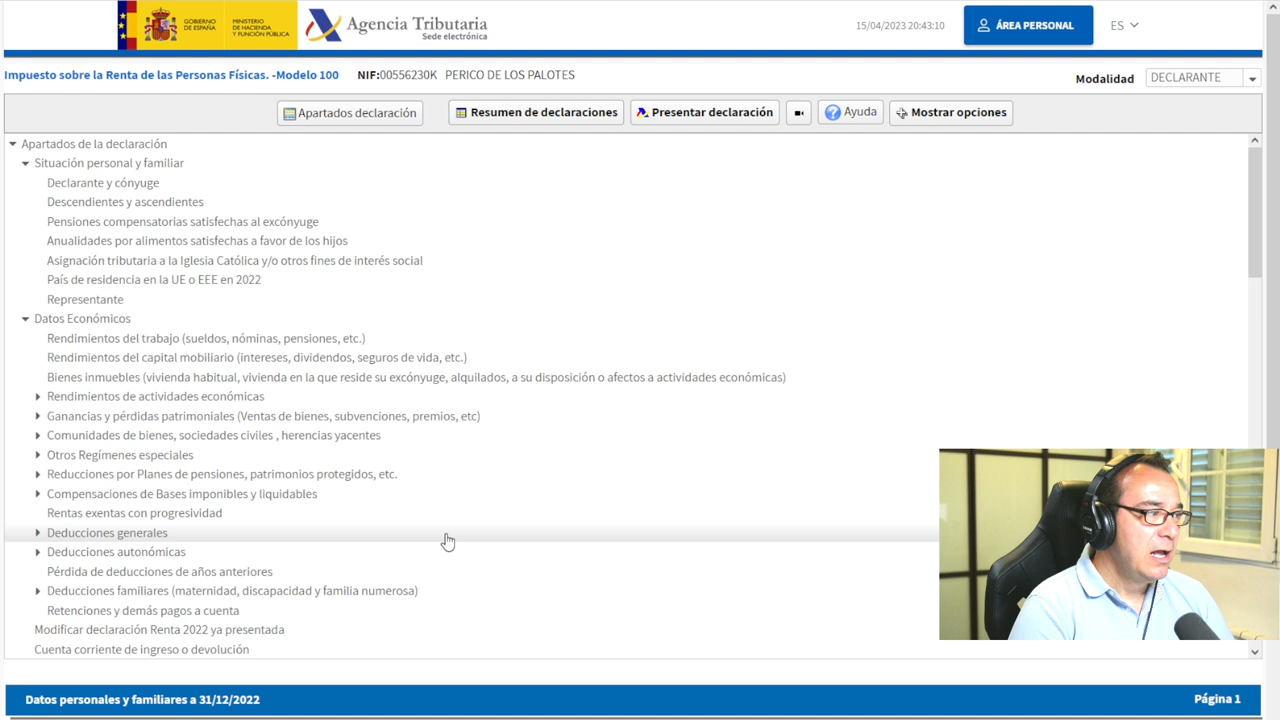 GOBIERNO DE ESPAÑA
MINISTERIO DE HACIENDA Y FUNCIÓN PÚBLICA
Agencia Tributaria
Sede electrónica
15/04/2023 20:43:10
ÁREA PERSONAL
ES
Impuesto sobre la Renta de las Personas Físicas. -Modelo 100 NIF:00556230K PERICO DE LOS PALOTES
Modalidad DECLARANTE
Apartados declaración Resumen de declaraciones Presentar declaración Ayuda Mostrar opciones
Apartados de la declaración
Situación personal y familiar
Declarante y cónyuge
Descendientes y ascendientes
Pensiones compensatorias satisfechas al excónyuge
Anualidades por alimentos satisfechas a favor de los hijos
Asignación tributaria a la Iglesia Católica y/o otros fines de interés social
País de residencia en la UE o EEE en 2022
Representante
Datos Económicos
Rendimientos del trabajo (sueldos, nóminas, pensiones, etc.)
Rendimientos del capital mobiliario (intereses, dividendos, seguros de vida, etc.)
Bienes inmuebles (vivienda habitual, vivienda en la que reside su excónyuge, alquilados, a su disposición o afectos a actividades económicas)
Rendimientos de actividades económicas
Ganancias y pérdidas patrimoniales (Ventas de bienes, subvenciones, premios, etc)
Comunidades de bienes, sociedades civiles , herencias yacentes
Otros Regímenes especiales
Reducciones por Planes de pensiones, patrimonios protegidos, etc.
Compensaciones de Bases imponibles y liquidables
Rentas exentas con progresividad
Deducciones generales
Deducciones autonómicas
Pérdida de deducciones de años anteriores
Deducciones familiares (maternidad, discapacidad y familia numerosa)
Retenciones y demás pagos a cuenta
Modificar declaración Renta 2022 ya presentada
Cuenta corriente de ingreso o devolución
Datos personales y familiares a 31/12/2022 Página 1